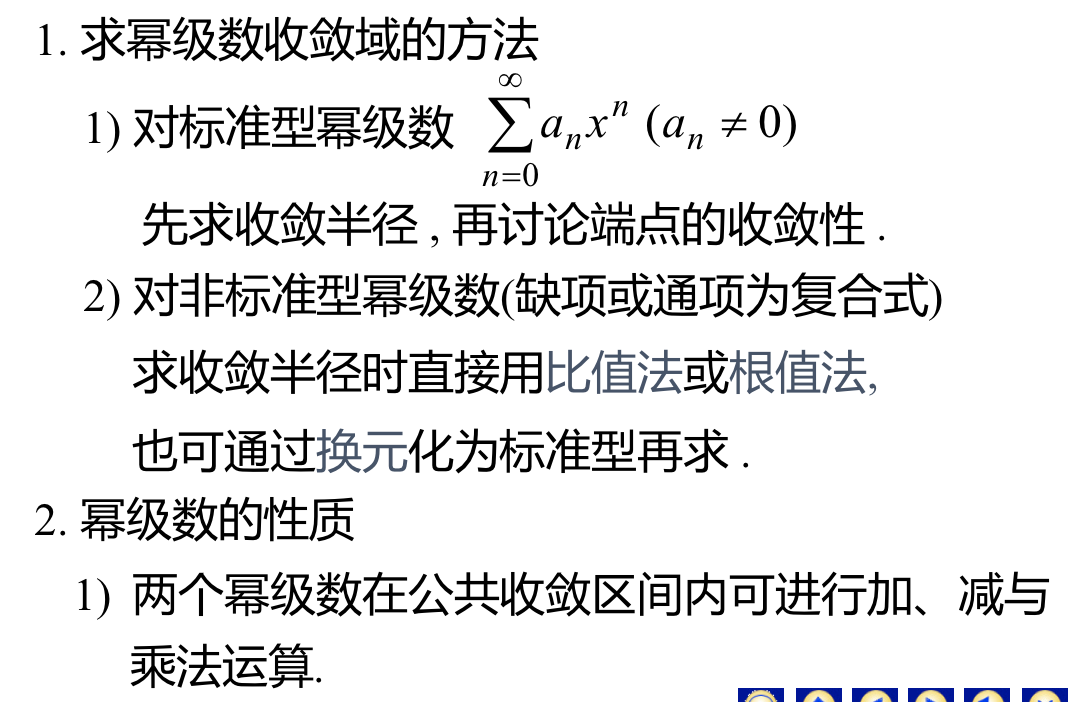 1. 求幂级数收敛域的方法
1) 对标准型幂级数 $\sum_{n=0}^{\infty} a_n x^n \ (a_n \neq 0)$
先求收敛半径 , 再讨论端点的收敛性 .
2) 对非标准型幂级数(缺项或通项为复合式)
求收敛半径时直接用比值法或根值法,
也可通过换元化为标准型再求 .
2. 幂级数的性质
1) 两个幂级数在公共收敛区间内可进行加、减与
乘法运算.